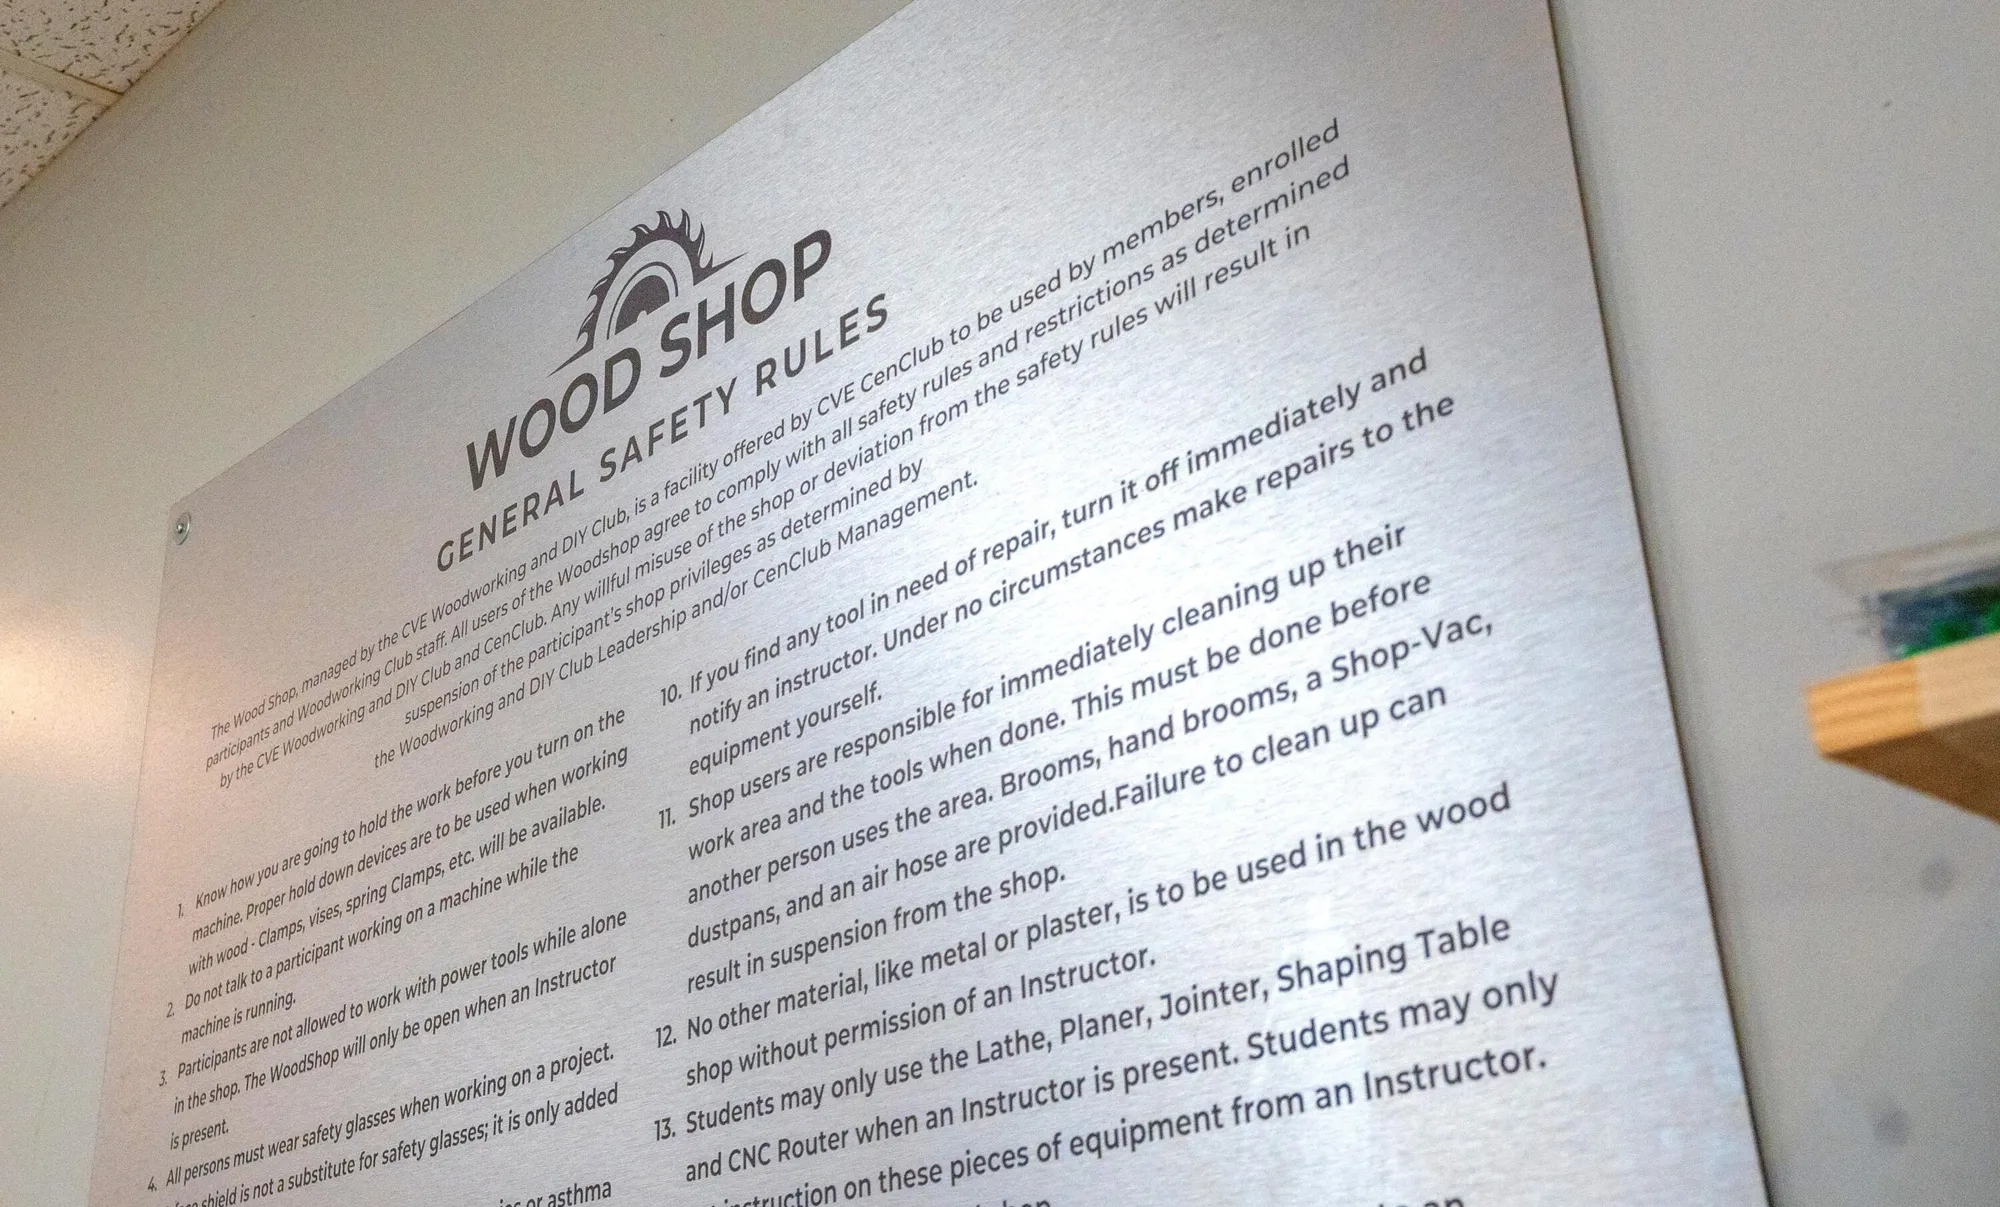 WOOD SHOP
GENERAL SAFETY RULES
The Wood Shop, managed by the CVE Woodworking and DIY Club, is a facility offered by CVE CenClub to be used by members, enrolled
participants and Woodworking Club staff. All users of the Woodshop agree to comply with all safety rules and restrictions as determined
by the CVE Woodworking and DIY Club and CenClub. Any willful misuse of the shop or deviation from the safety rules will result in
suspension of the participant's shop privileges as determined by
the Woodworking and DIY Club Leadership and/or CenClub Management.
1. Know how you are going to hold the work before you turn on the
machine. Proper hold down devices are to be used when working
with wood - Clamps, vises, spring Clamps, etc. will be available.
2. Do not talk to a participant working on a machine while the
machine is running.
3. Participants are not allowed to work with power tools while alone
in the shop. The WoodShop will only be open when an Instructor
is present.
4. All persons must wear safety glasses when working on a project.
shield is not a substitute for safety glasses; it is only added
or asthma
10. If you find any tool in need of repair, turn it off immediately and
notify an instructor. Under no circumstances make repairs to the
equipment yourself.
11. Shop users are responsible for immediately cleaning up their
work area and the tools when done. This must be done before
another person uses the area. Brooms, hand brooms, a Shop-Vac,
dustpans, and an air hose are provided.Failure to clean up can
result in suspension from the shop.
12. No other material, like metal or plaster, is to be used in the wood
shop without permission of an Instructor.
13. Students may only use the Lathe, Planer, Jointer, Shaping Table
and CNC Router when an Instructor is present. Students may only
instruction on these pieces of equipment from an Instructor.